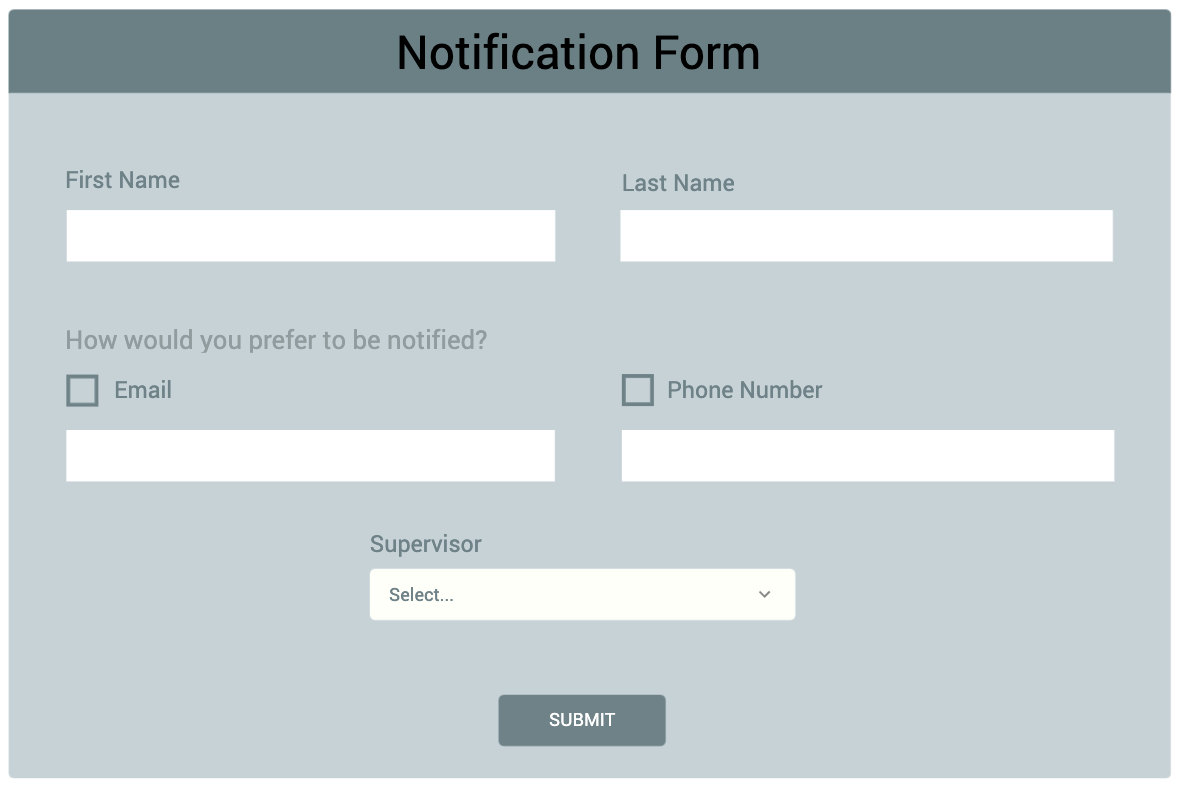 Notification Form
First Name
Last Name
How would you prefer to be notified?
Email
Phone Number
Supervisor
Select...
SUBMIT